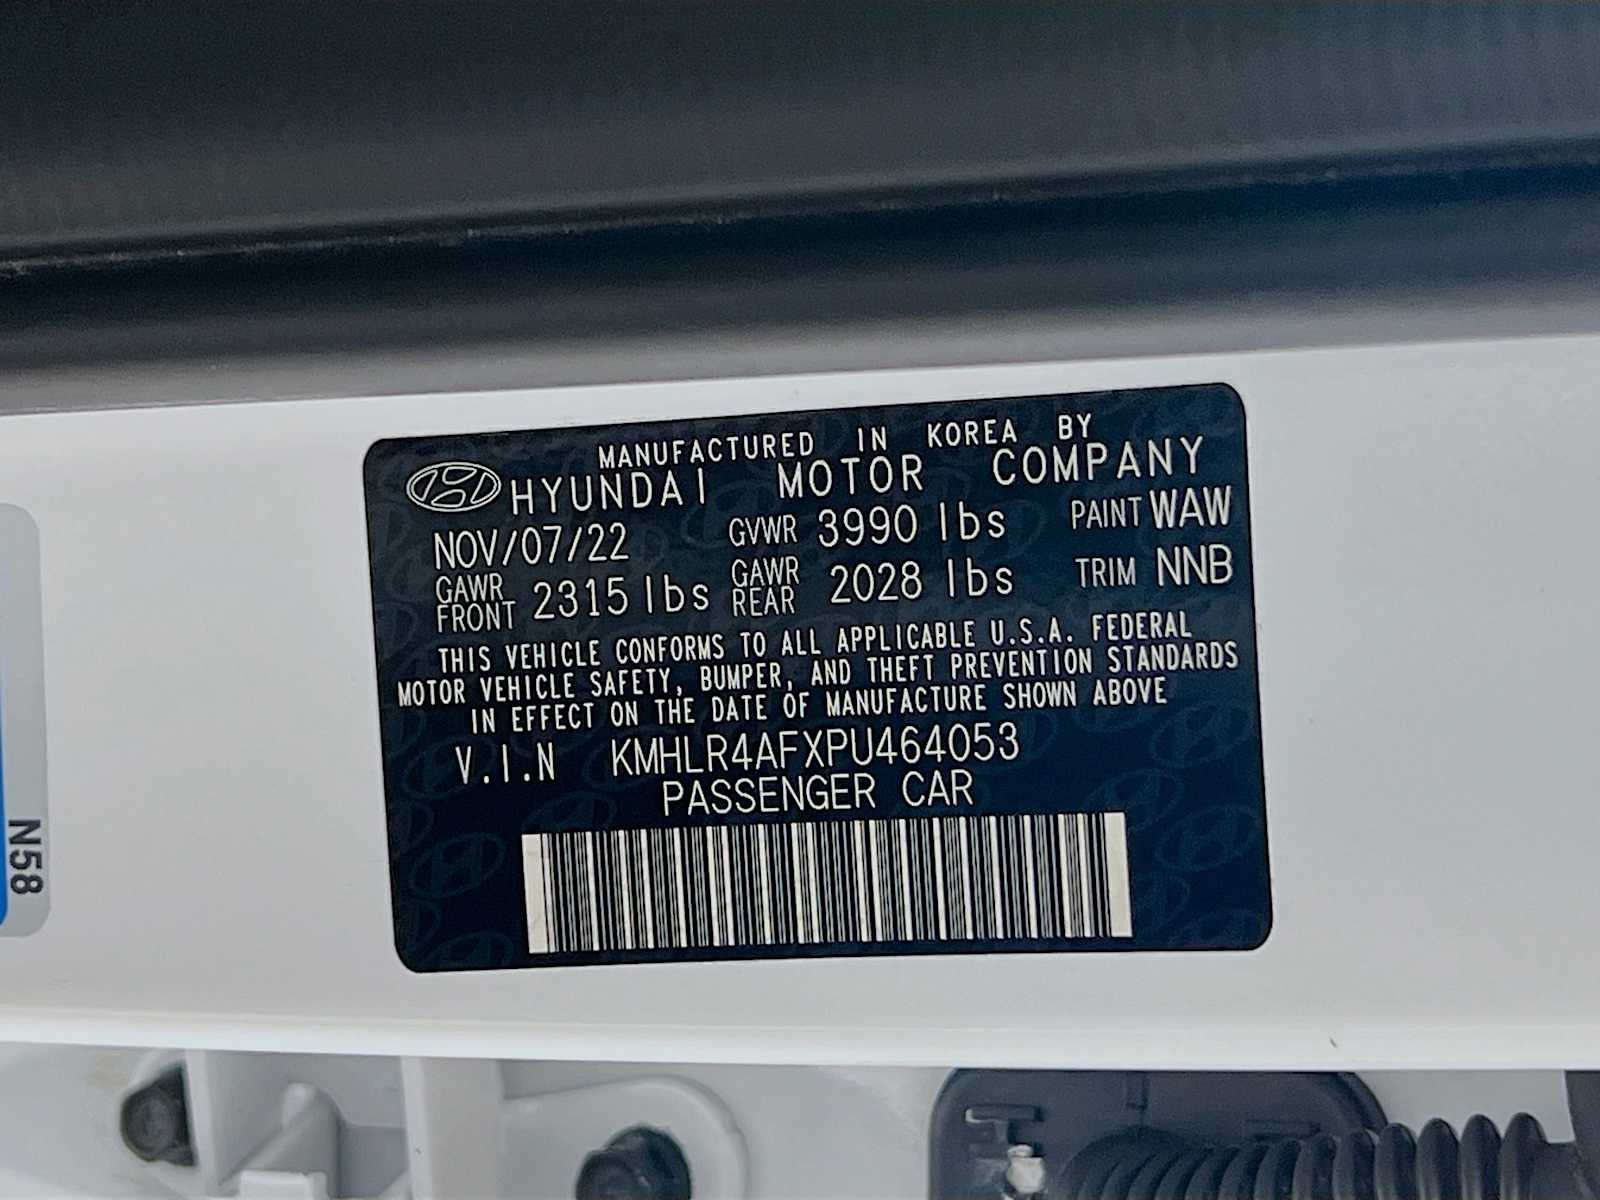 MANUFACTURED IN KOREA BY
HYUNDAI MOTOR COMPANY
NOV/07/22 GVWR 3990 lbs PAINT WAW
GAWR FRONT 2315 lbs GAWR REAR 2028 lbs TRIM NNB
THIS VEHICLE CONFORMS TO ALL APPLICABLE U.S.A. FEDERAL
MOTOR VEHICLE SAFETY, BUMPER, AND THEFT PREVENTION STANDARDS
IN EFFECT ON THE DATE OF MANUFACTURE SHOWN ABOVE
V.I.N KMHLR4AFXPU464053
PASSENGER CAR
N58